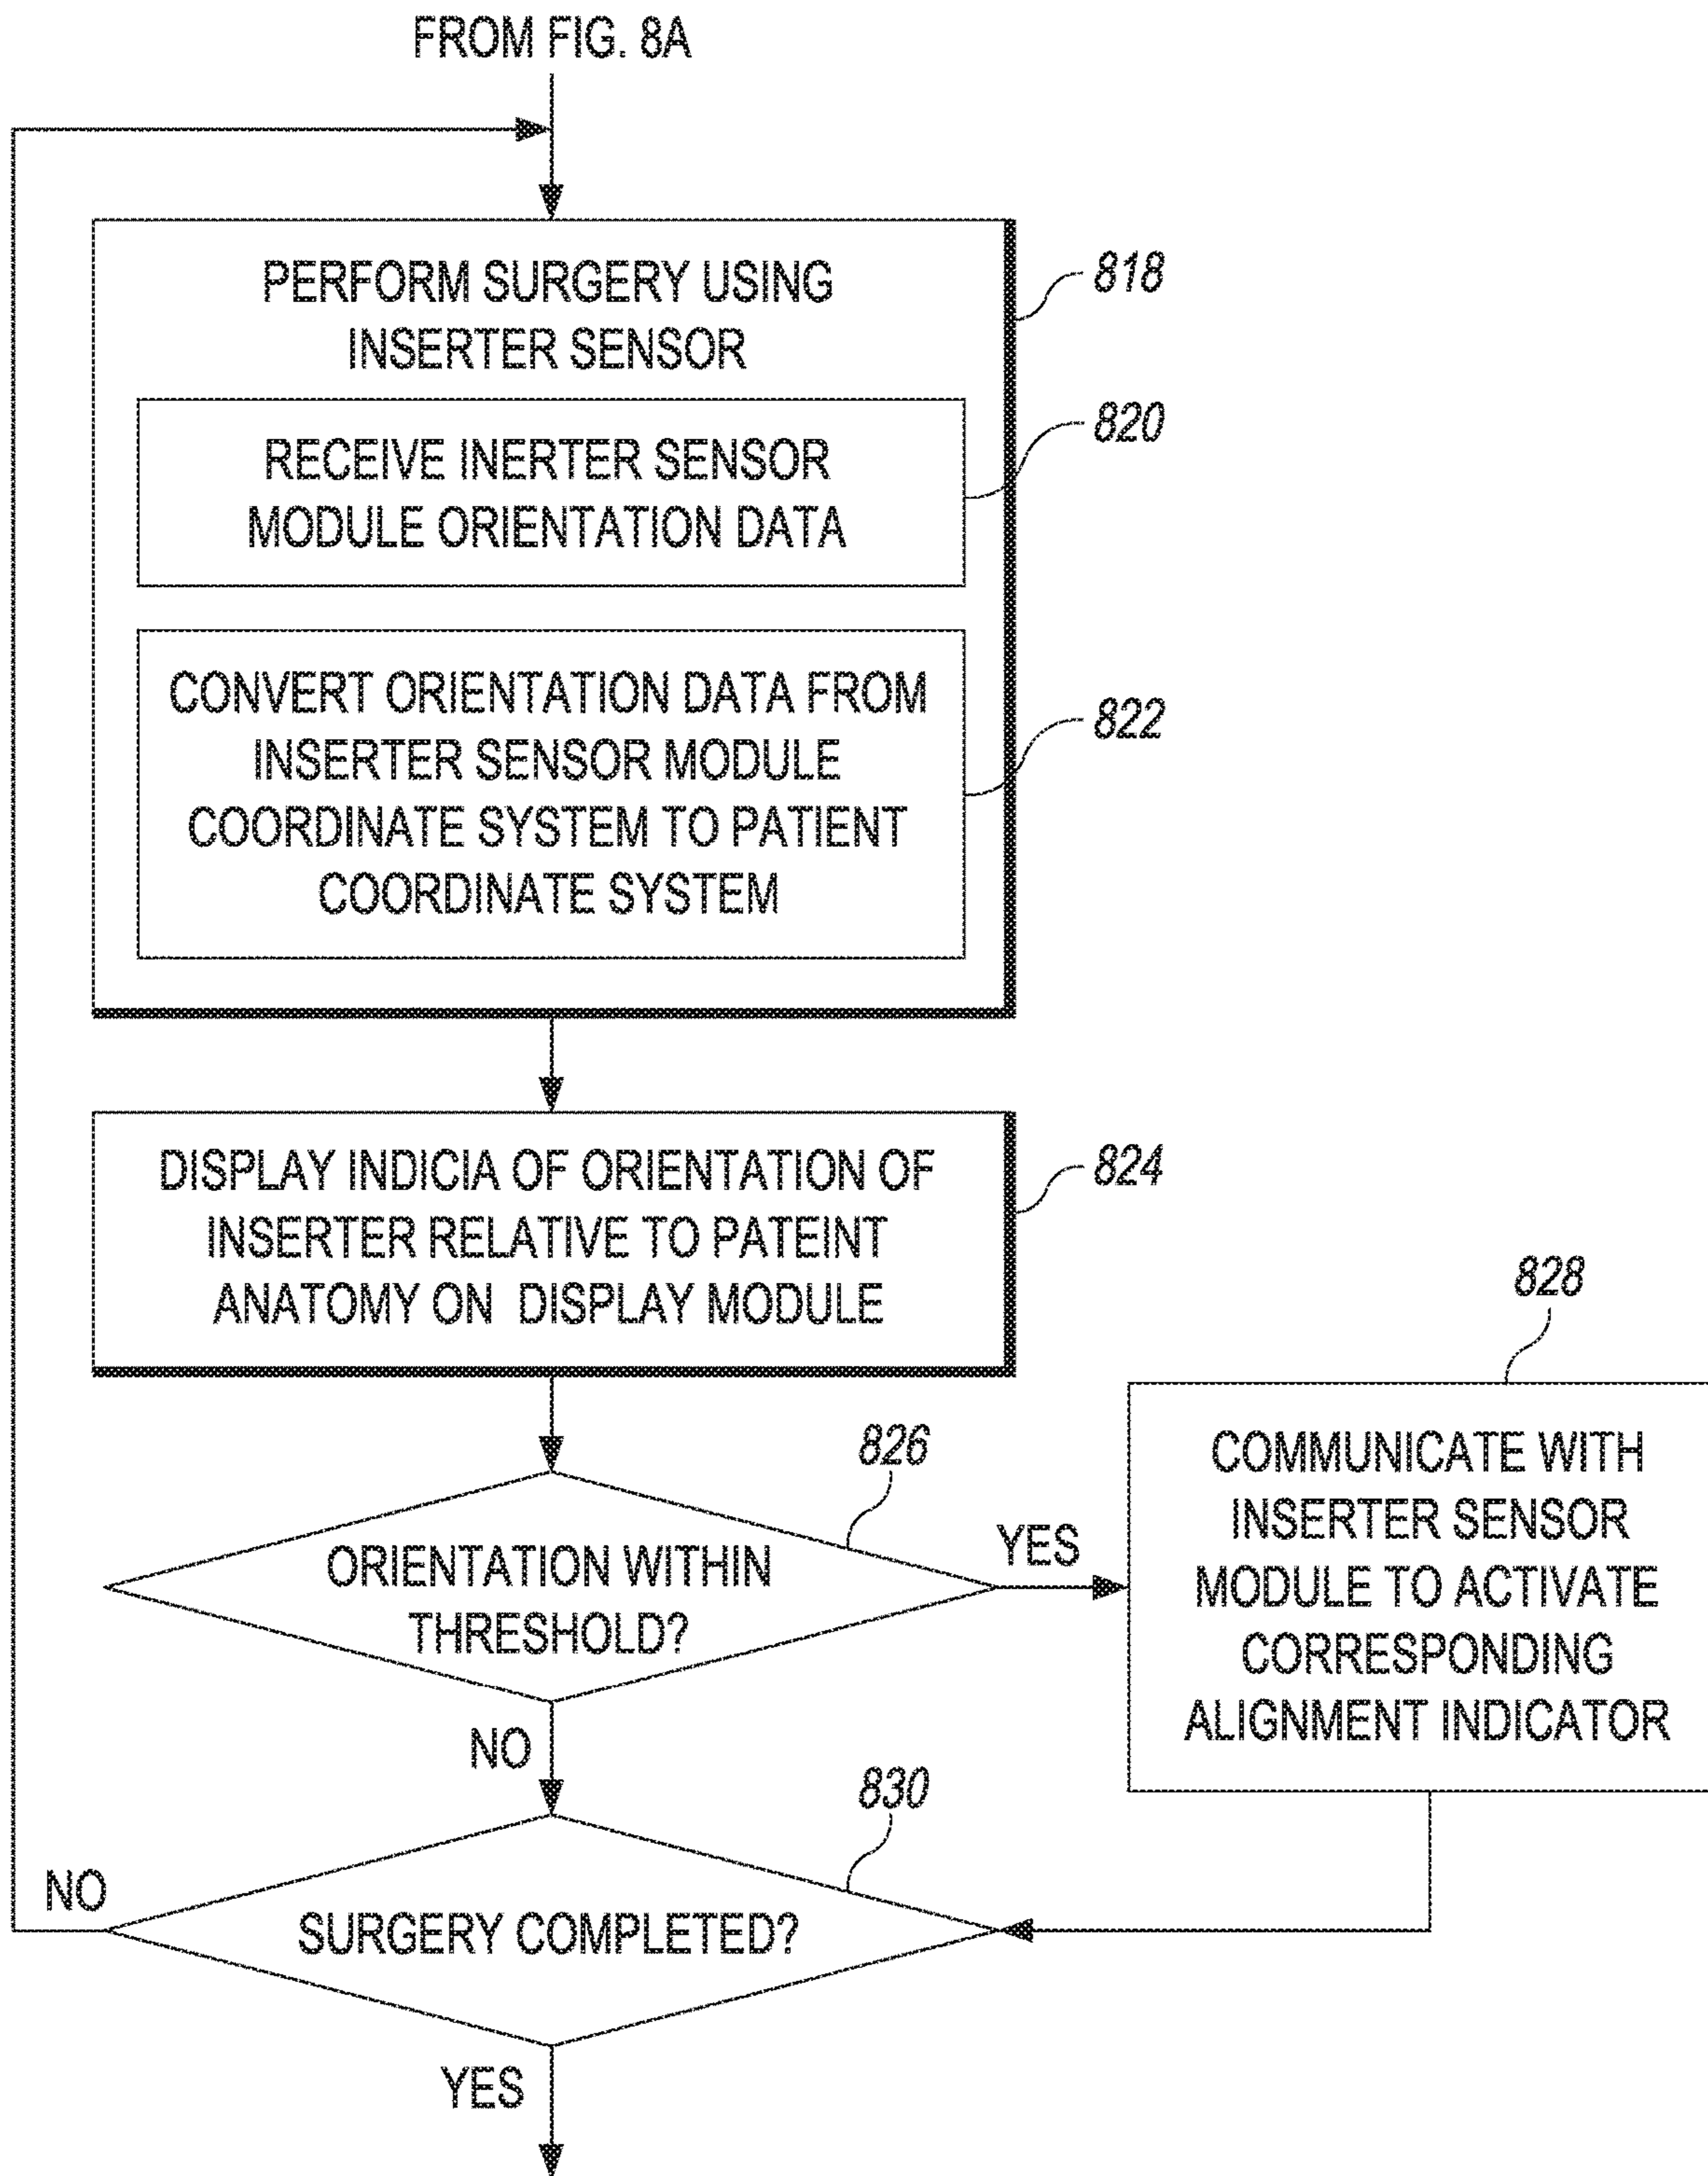 FROM FIG. 8A
PERFORM SURGERY USING
INSERTER SENSOR
818
RECEIVE INERTER SENSOR
MODULE ORIENTATION DATA
820
CONVERT ORIENTATION DATA FROM
INSERTER SENSOR MODULE
COORDINATE SYSTEM TO PATIENT
COORDINATE SYSTEM
822
DISPLAY INDICIA OF ORIENTATION OF
INSERTER RELATIVE TO PATEINT
ANATOMY ON DISPLAY MODULE
824
826
ORIENTATION WITHIN
THRESHOLD?
YES
828
COMMUNICATE WITH
INSERTER SENSOR
MODULE TO ACTIVATE
CORRESPONDING
ALIGNMENT INDICATOR
NO
830
SURGERY COMPLETED?
NO
YES